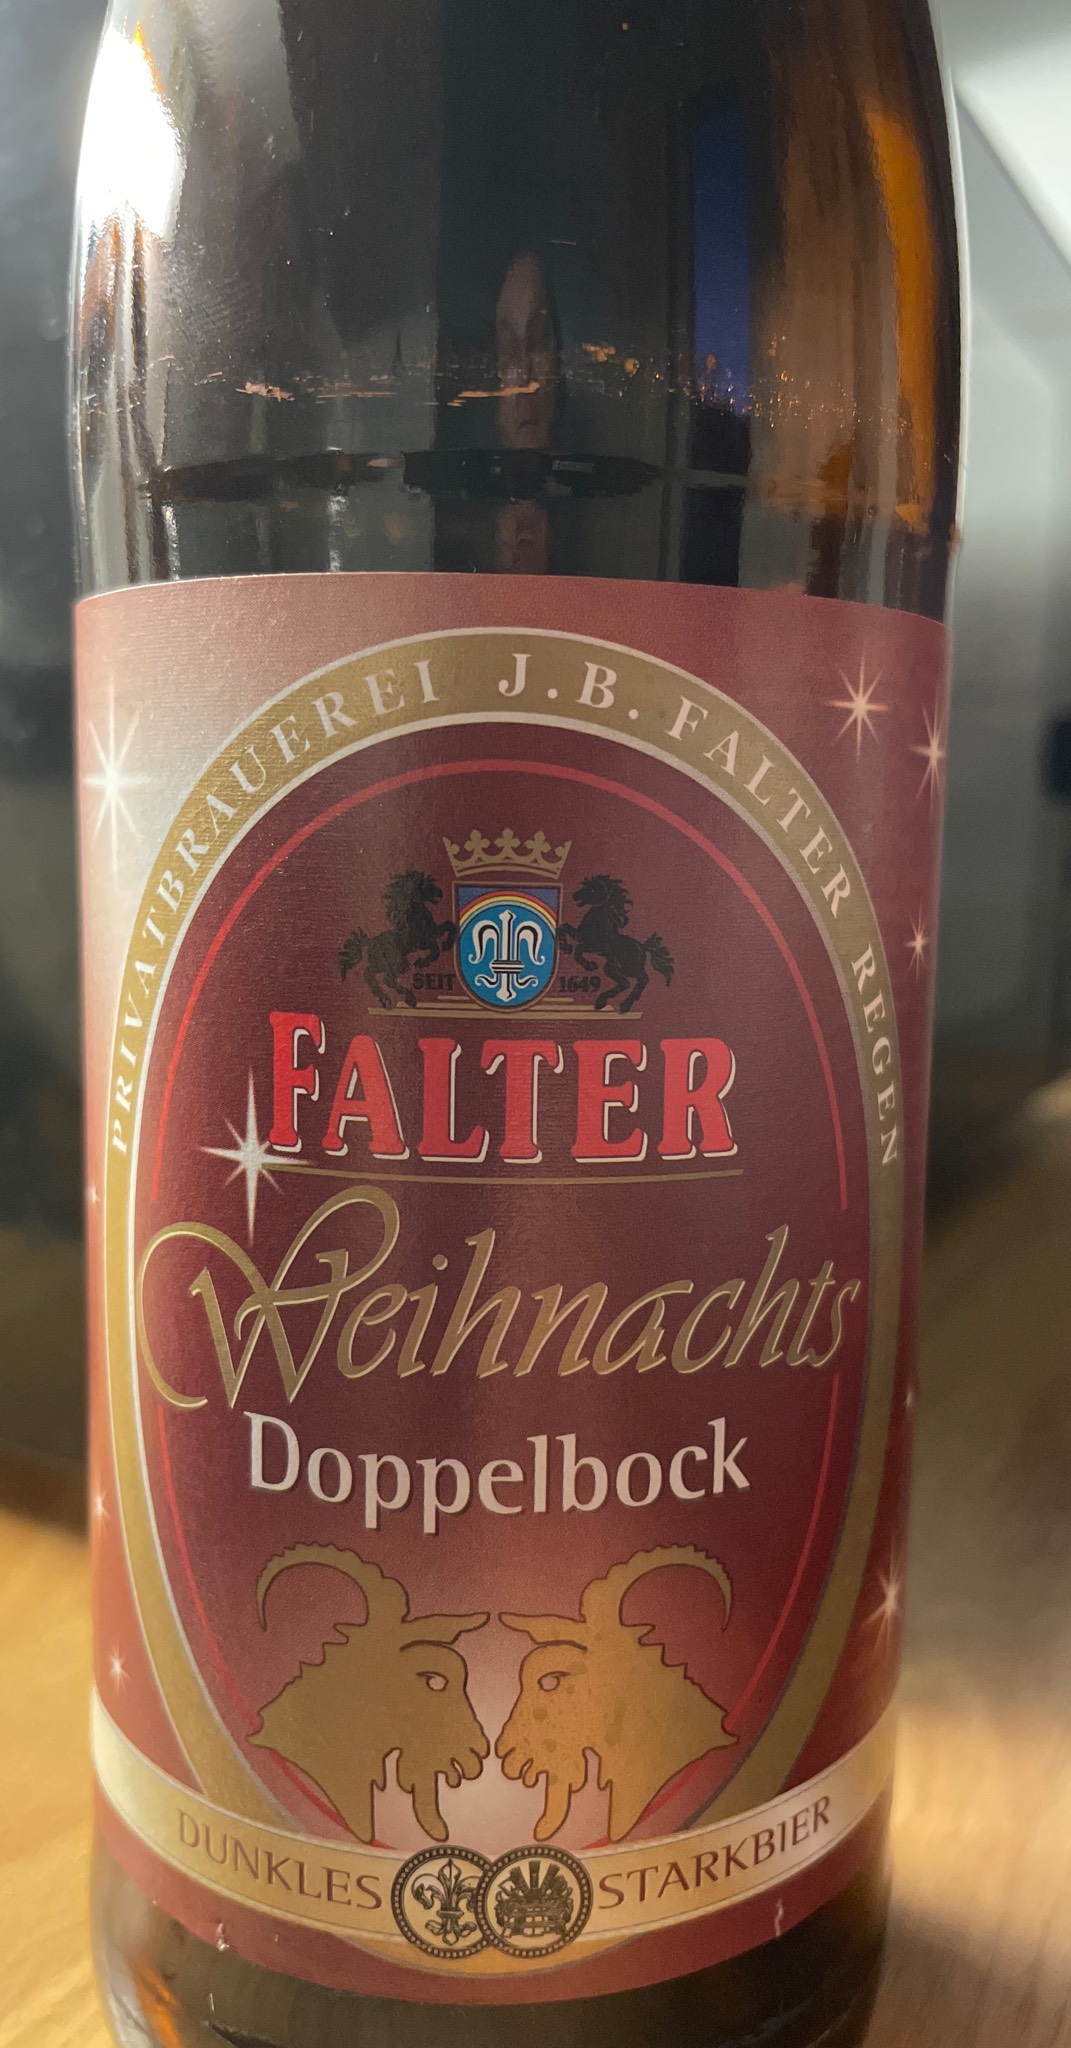 PRIVATBRAUEREI J.B. FALTER REGEN
SEIT 1649
FALTER
Weihnachts
Doppelbock
DUNKLES STARKBIER